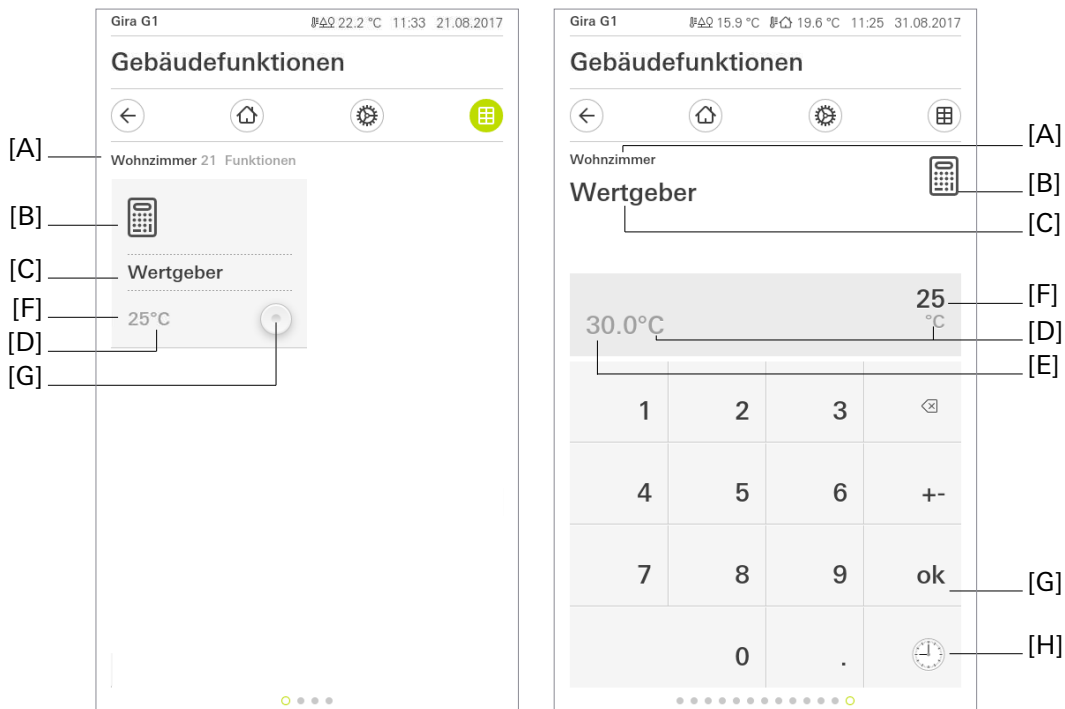 Gira G1 22.2 °C 11:33 21.08.2017
Gebäudefunktionen
[A] Wohnzimmer 21 Funktionen
[B]
[C] Wertgeber
[F] 25°C
[D]
[G]
Gira G1 15.9 °C 19.6 °C 11:25 31.08.2017
Gebäudefunktionen
Wohnzimmer [A]
[B]
Wertgeber [C]
25 [F]
30.0°C °C [D]
[E]
1 2 3
4 5 6 +-
7 8 9 ok [G]
0 . [H]